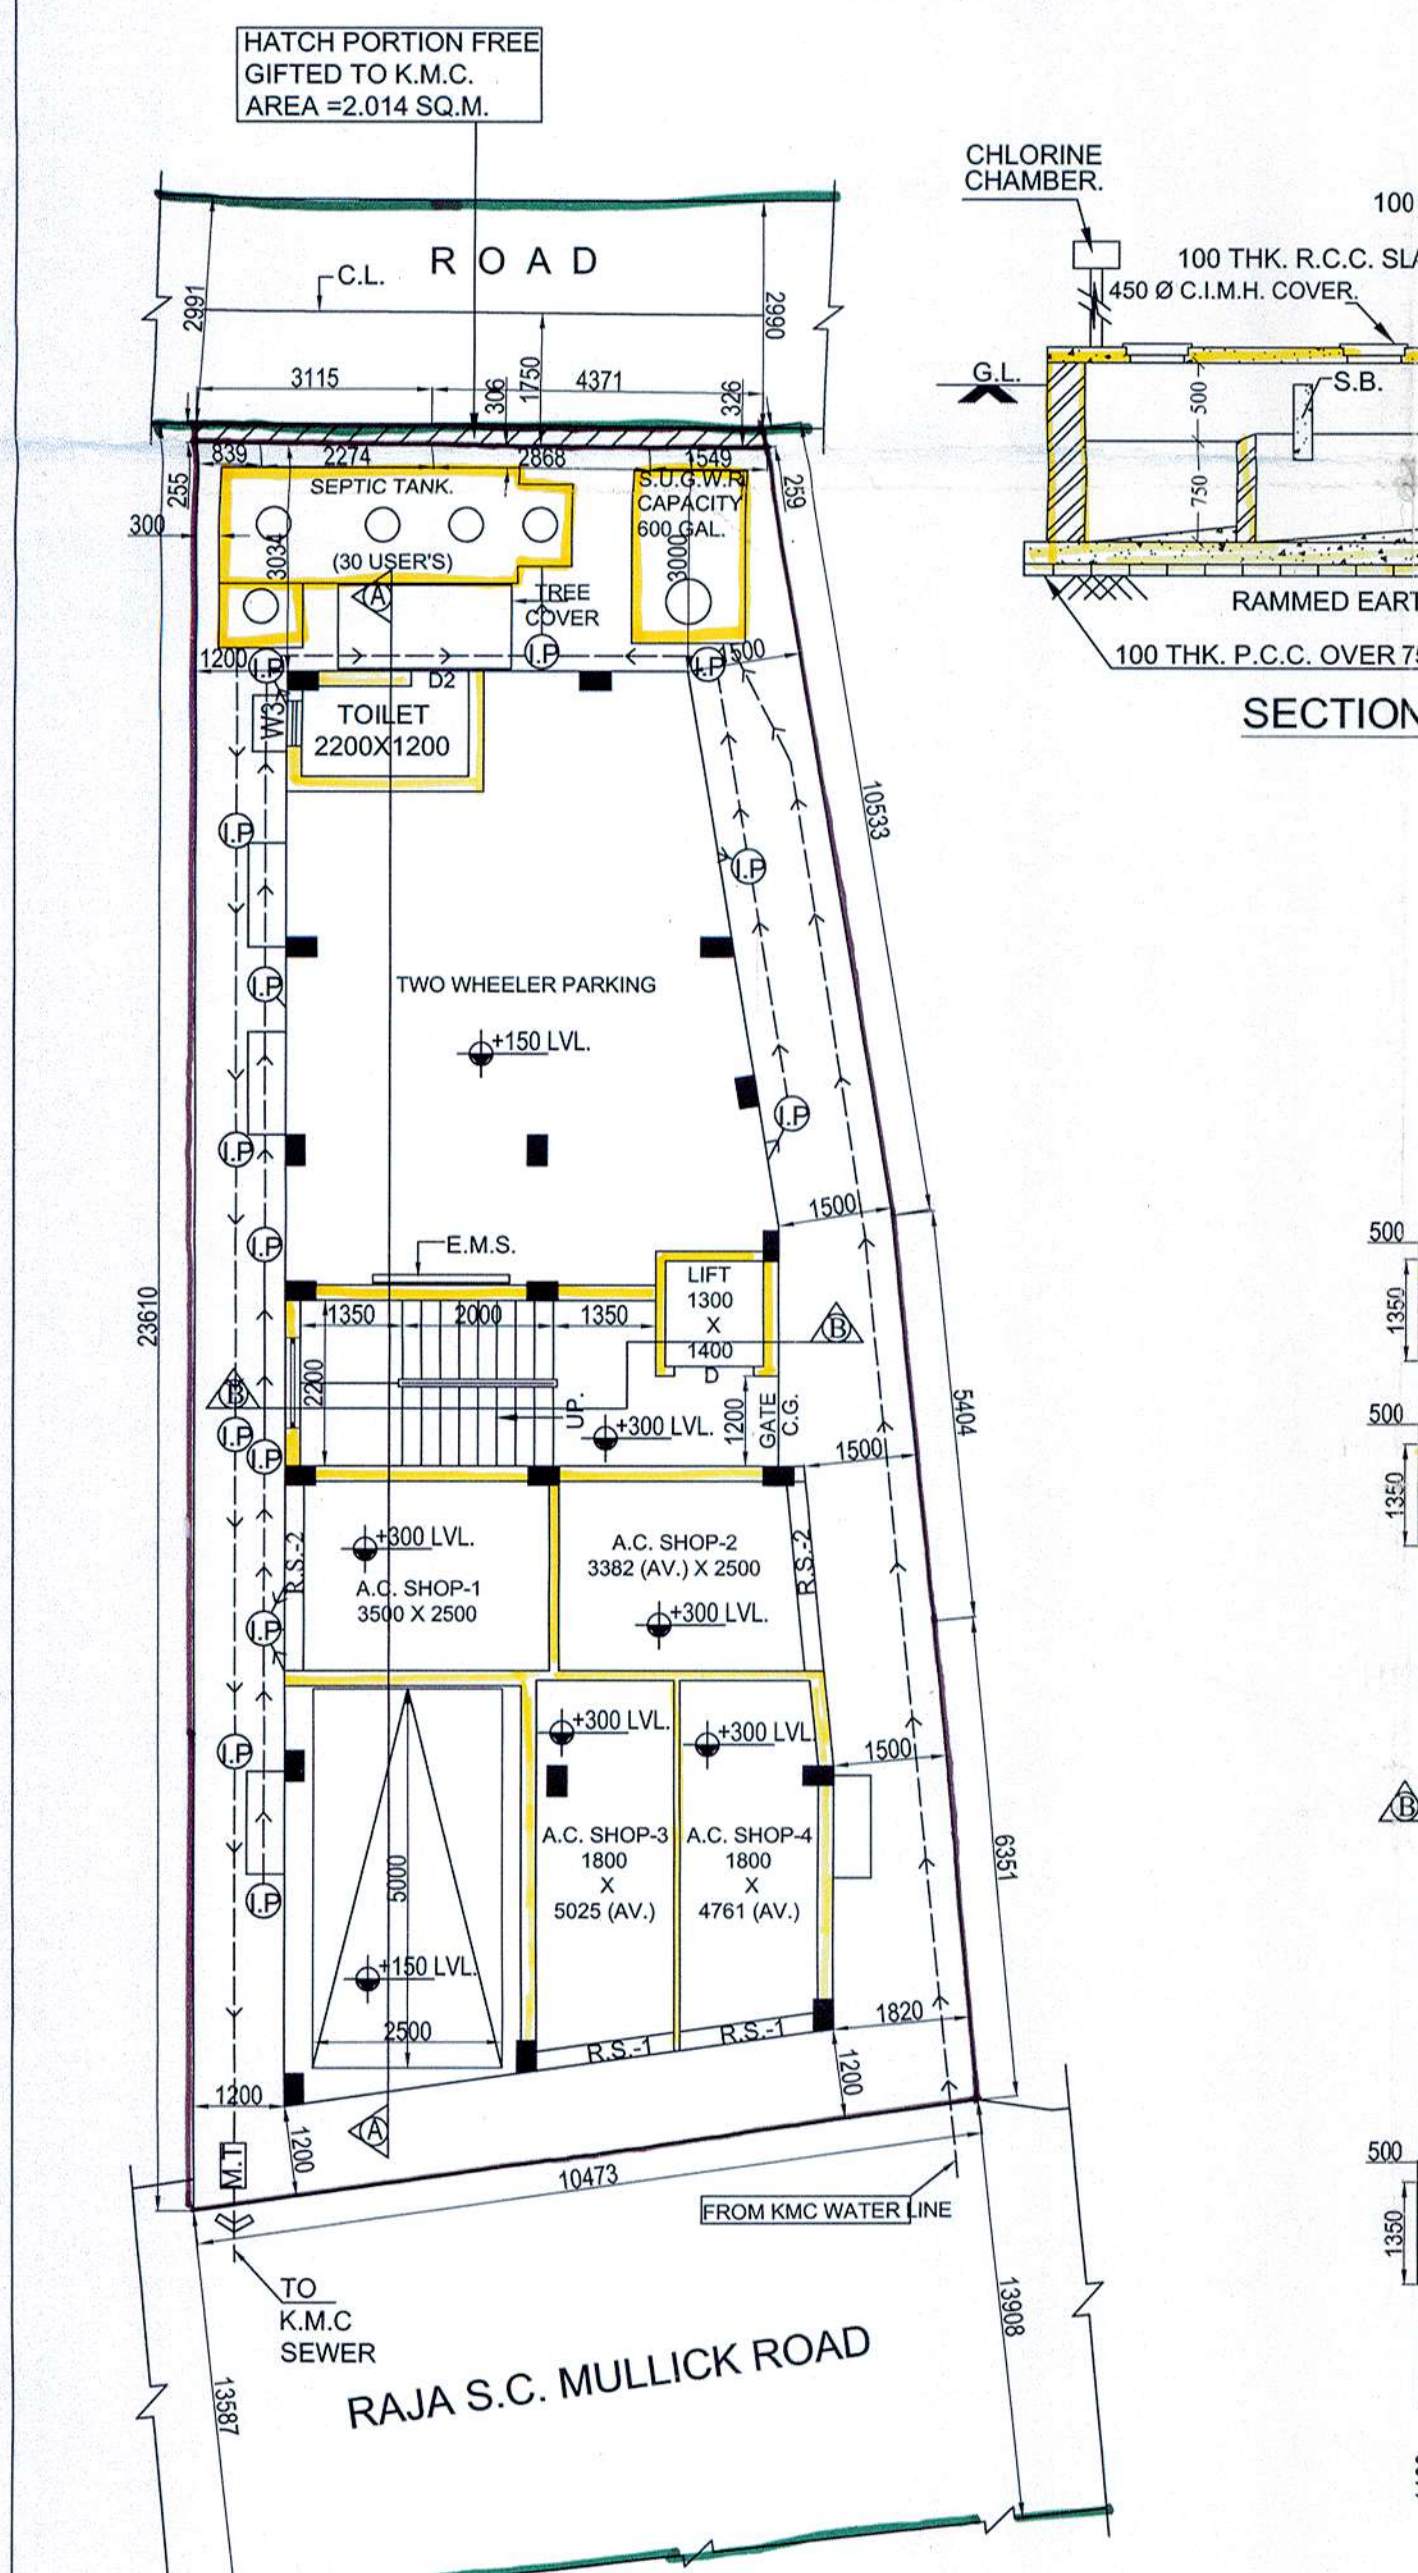 HATCH PORTION FREE
GIFTED TO K.M.C.
AREA =2.014 SQ.M.
CHLORINE
CHAMBER.
100
100 THK. R.C.C. SLA
450 Ø C.I.M.H. COVER.
G.L.
S.B.
500
750
RAMMED EART
100 THK. P.C.C. OVER 75
SECTION
ROAD
C.L.
2991
2990
3115
306
1750
4371
326
839
2274
2868
1549
255
259
300
SEPTIC TANK.
(30 USER'S)
3034
S.U.G.W.R
CAPACITY
600 GAL.
3000
A
TREE
COVER
1200
I.P
I.P
I.P
1500
D2
W3
TOILET
2200X1200
10533
I.P
I.P
TWO WHEELER PARKING
I.P
+150 LVL.
I.P
I.P
1500
I.P
E.M.S.
LIFT
1300
X
1400
D
23610
1350
2000
1350
B
2200
B
UP.
+300 LVL.
1200
GATE
C.G.
5404
1500
I.P
I.P
R.S.-2
+300 LVL.
A.C. SHOP-1
3500 X 2500
A.C. SHOP-2
3382 (AV.) X 2500
+300 LVL.
R.S.-2
I.P
+300 LVL.
+300 LVL.
1500
I.P
5000
A.C. SHOP-3
1800
X
5025 (AV.)
A.C. SHOP-4
1800
X
4761 (AV.)
6351
I.P
+150 LVL.
2500
R.S.-1
R.S.-1
1820
1200
1200
1200
A
M.T
10473
FROM KMC WATER LINE
TO
K.M.C
SEWER
13587
13908
RAJA S.C. MULLICK ROAD
500
1350
500
1350
B
500
1350